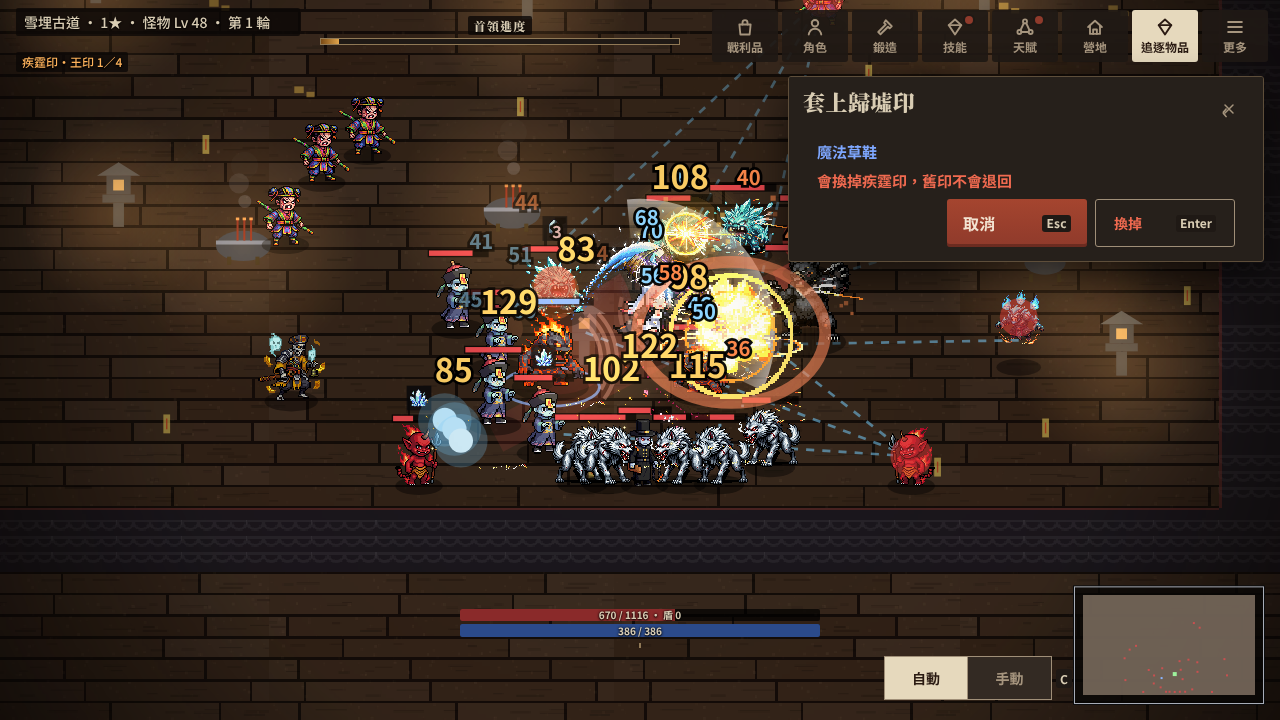 雪埋古道 · 1★ · 怪物 Lv 48 · 第 1 輪
疾霆印·王印 1／4
首領進度
戰利品
角色
鍛造
技能
天賦
營地
追逐物品
更多
套上歸墟印
魔法草鞋
會換掉疾霆印，舊印不會退回
取消 Esc
換掉 Enter
108
40
44
68
70
3
41
51
83
58
98
45
129
50
122
36
85
102
115
670 / 1116 · 盾 0
386 / 386
自動
手動
C